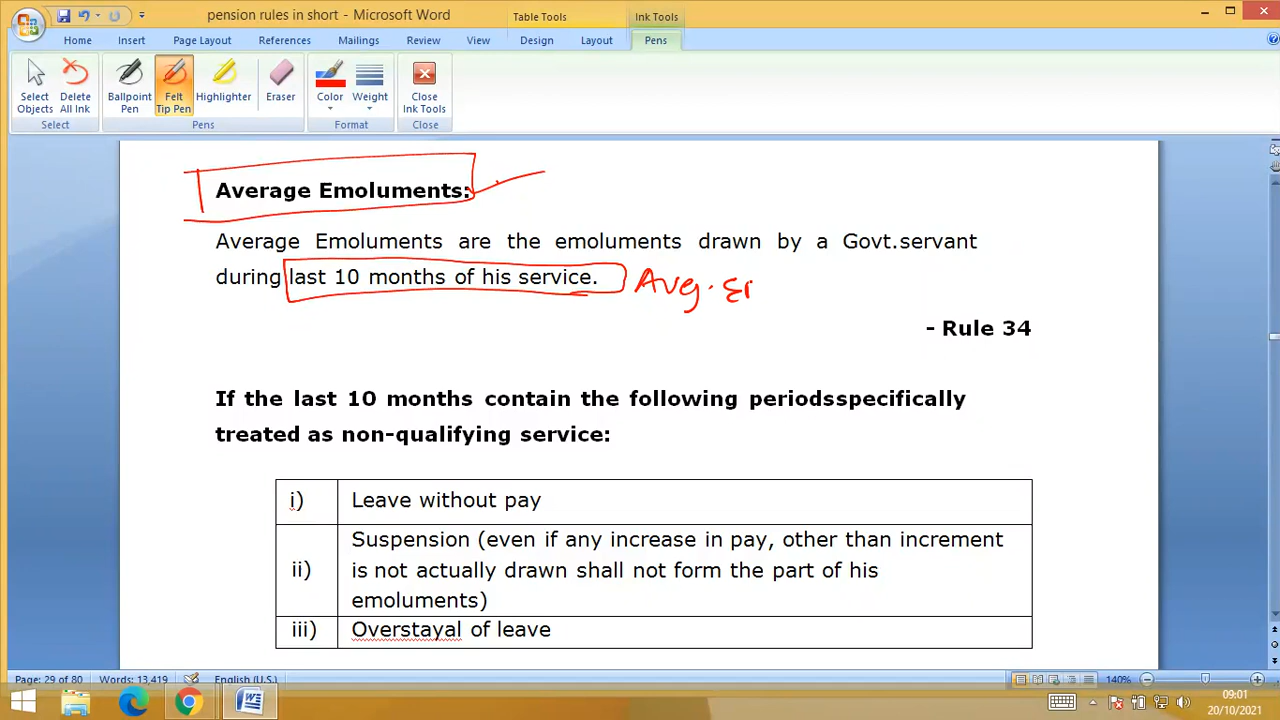 pension rules in short - Microsoft Word
Table Tools
Ink Tools
Home Insert Page Layout References Mailings Review View Design Layout Pens
Select Objects
Delete All Ink
Ballpoint Pen
Felt Tip Pen
Highlighter
Eraser
Color
Weight
Close Ink Tools
Select
Pens
Format
Close
Average Emoluments:
Average Emoluments are the emoluments drawn by a Govt.servant
during last 10 months of his service.
Avg.
- Rule 34
If the last 10 months contain the following periodsspecifically
treated as non-qualifying service:
i) Leave without pay
ii) Suspension (even if any increase in pay, other than increment
is not actually drawn shall not form the part of his
emoluments)
iii) Overstayal of leave
Page: 29 of 80 Words: 13,419 English (U.S.) 140%
09:01
20/10/2021